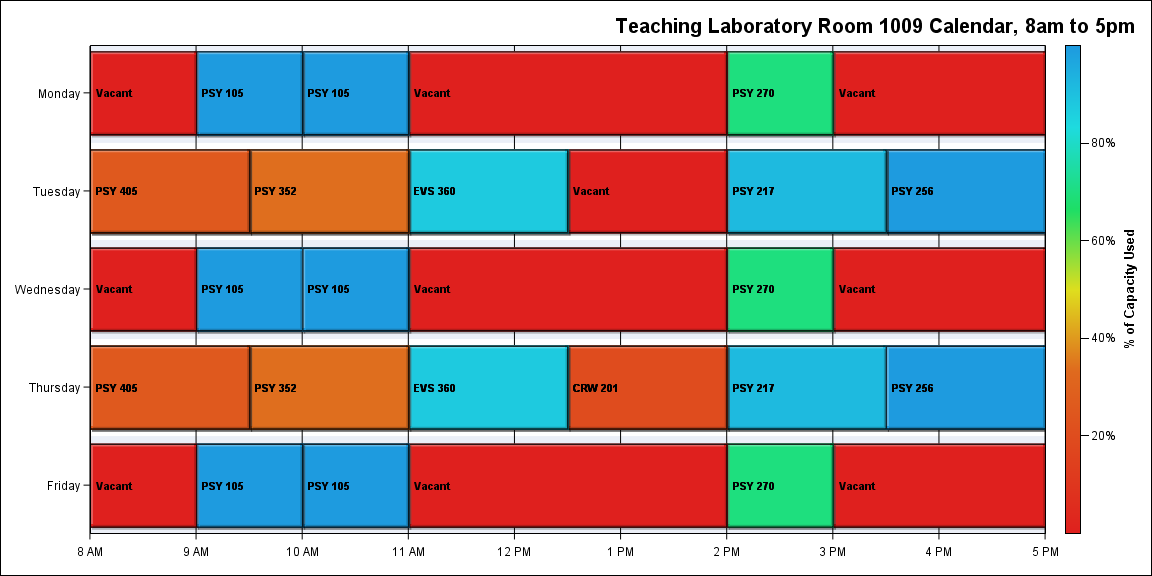 Teaching Laboratory Room 1009 Calendar, 8am to 5pm
Monday
Vacant
PSY 105
PSY 105
Vacant
PSY 270
Vacant
Tuesday
PSY 405
PSY 352
EVS 360
Vacant
PSY 217
PSY 256
Wednesday
Vacant
PSY 105
PSY 105
Vacant
PSY 270
Vacant
Thursday
PSY 405
PSY 352
EVS 360
CRW 201
PSY 217
PSY 256
Friday
Vacant
PSY 105
PSY 105
Vacant
PSY 270
Vacant
8 AM
9 AM
10 AM
11 AM
12 PM
1 PM
2 PM
3 PM
4 PM
5 PM
80%
60%
40%
20%
% of Capacity Used